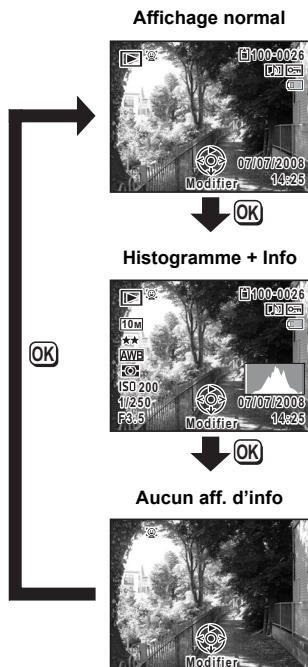 Affichage normal
100-0026
07/07/2008
14:25
Modifier
OK
Histogramme + Info
100-0026
10M
AWB
ISO 200
1/250
F3.5
07/07/2008
14:25
Modifier
OK
OK
Aucun aff. d'info
Modifier